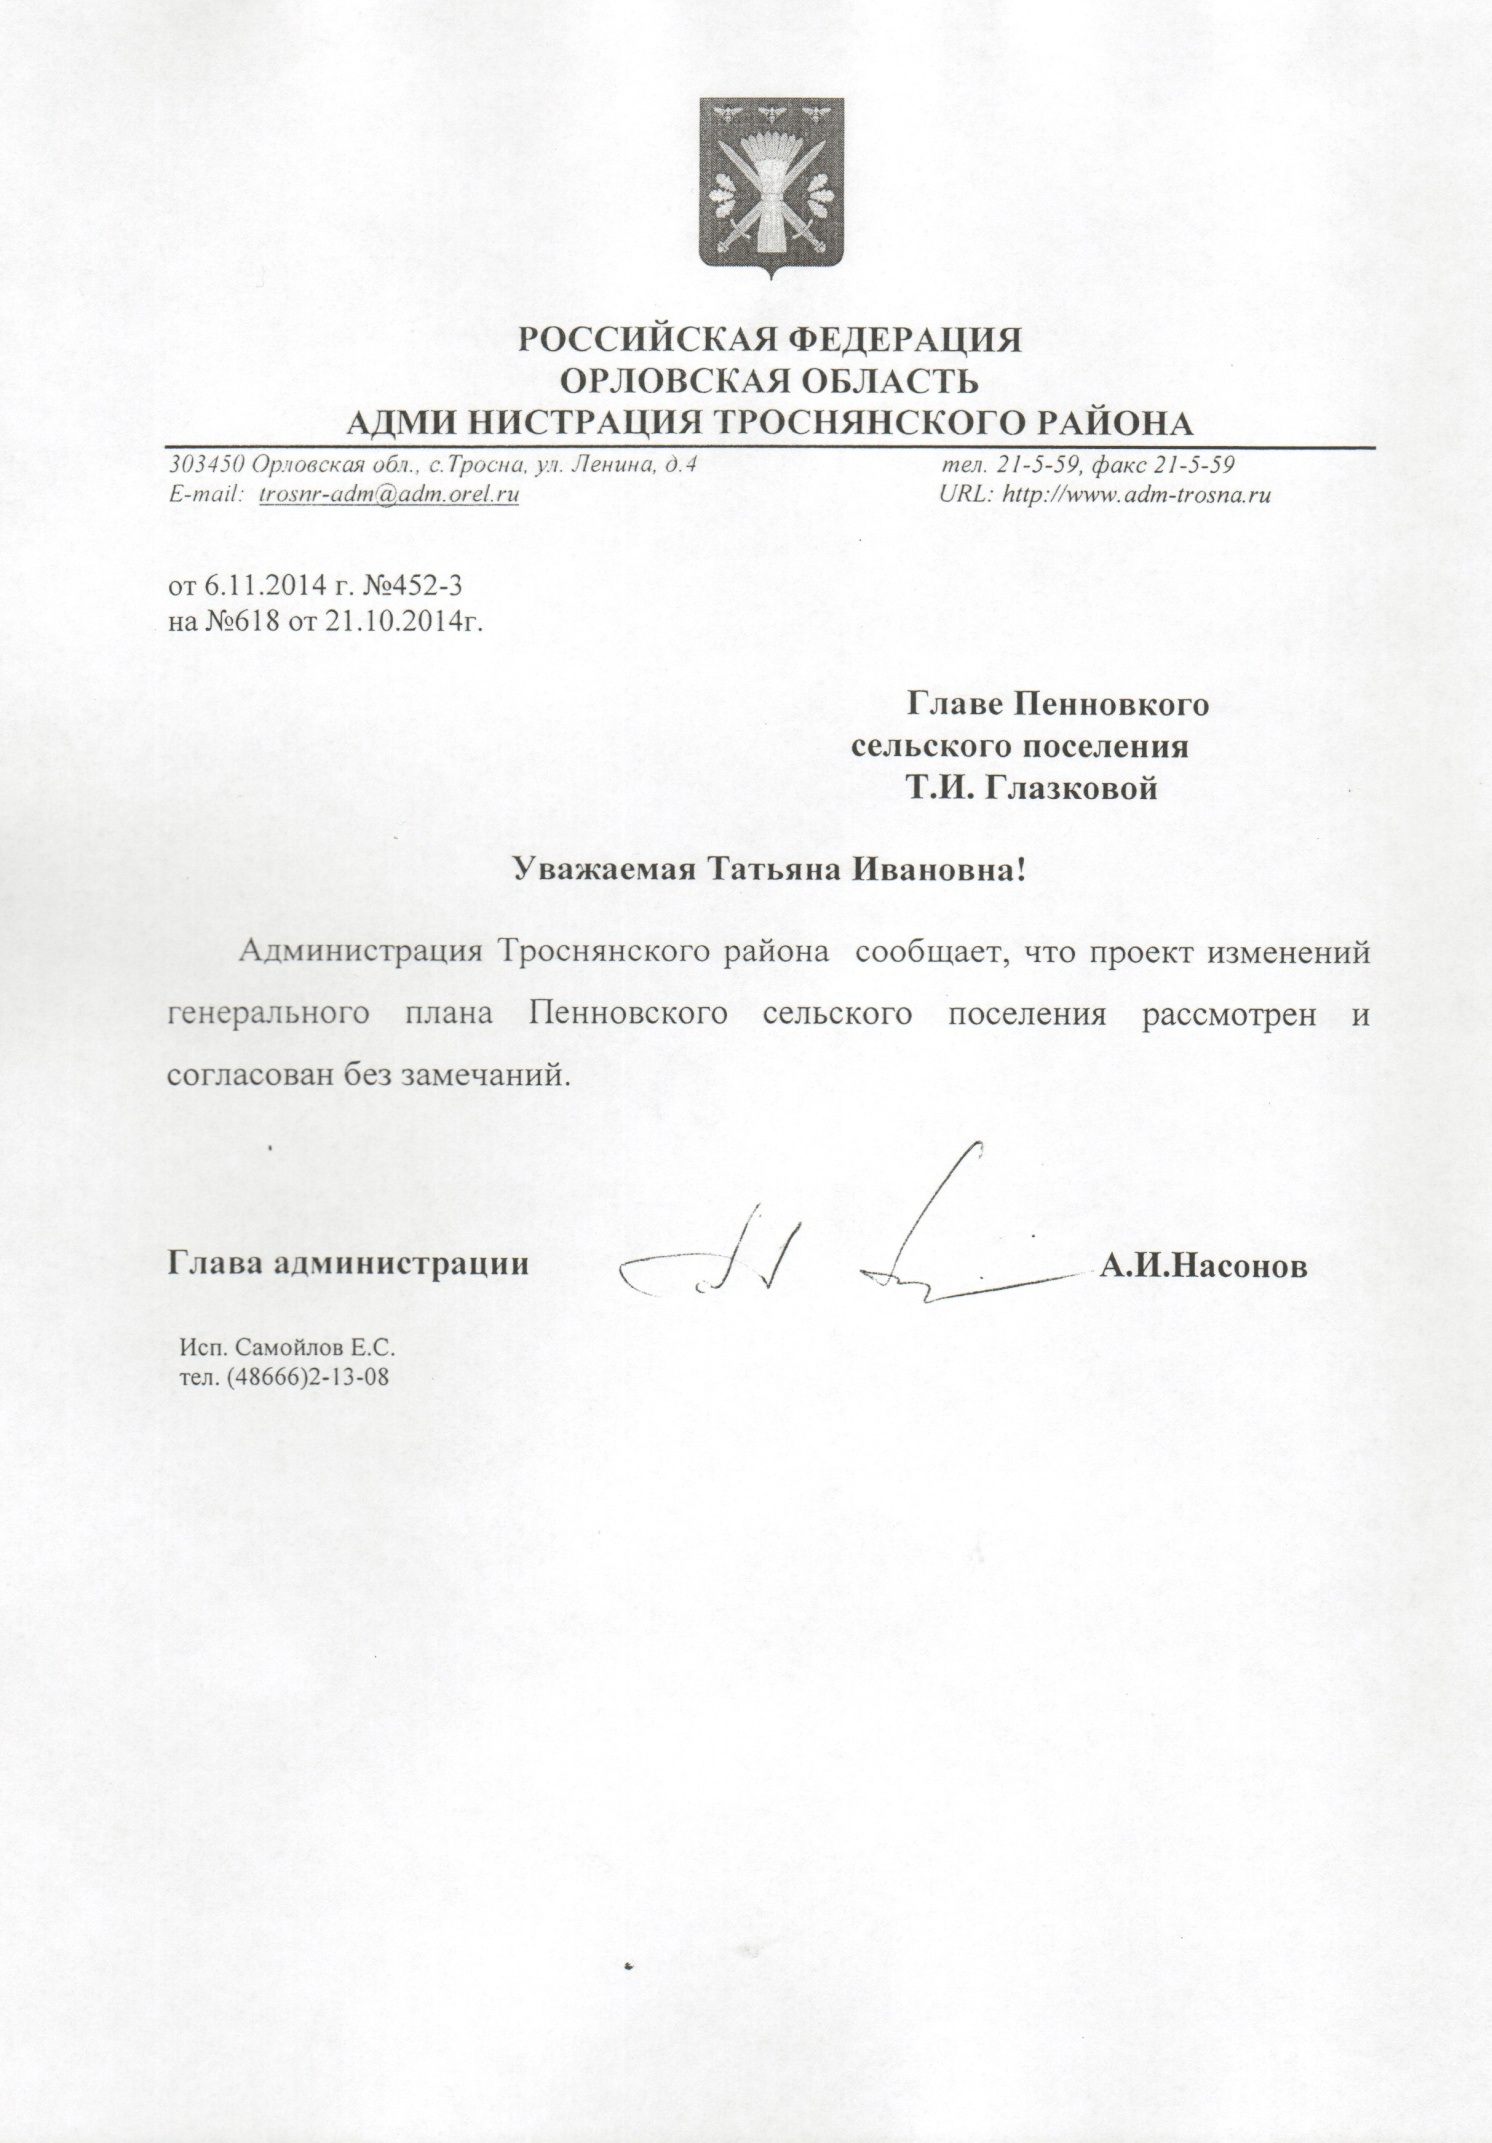 РОССИЙСКАЯ ФЕДЕРАЦИЯ
ОРЛОВСКАЯ ОБЛАСТЬ
АДМИ НИСТРАЦИЯ ТРОСНЯНСКОГО РАЙОНА
303450 Орловская обл., с.Тросна, ул. Ленина, д.4 тел. 21-5-59, факс 21-5-59
E-mail: trosnr-adm@adm.orel.ru URL: http://www.adm-trosna.ru
от 6.11.2014 г. №452-3
на №618 от 21.10.2014г.
Главе Пенновкого
сельского поселения
Т.И. Глазковой
Уважаемая Татьяна Ивановна!
Администрация Троснянского района сообщает, что проект изменений
генерального плана Пенновского сельского поселения рассмотрен и
согласован без замечаний.
Глава администрации А.И.Насонов
Исп. Самойлов Е.С.
тел. (48666)2-13-08